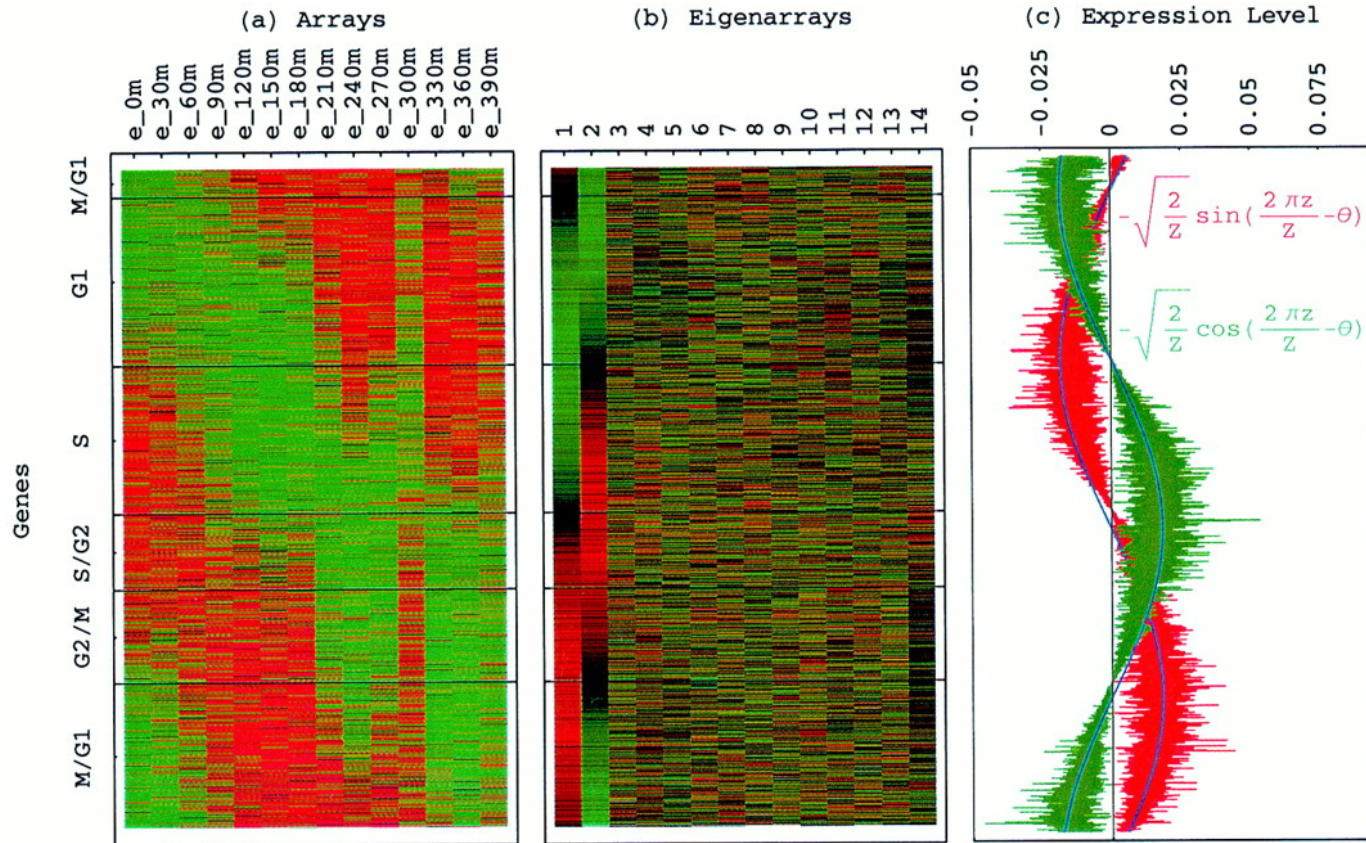 (a) Arrays
(b) Eigenarrays
(c) Expression Level
e_0m
e_30m
e_60m
e_90m
e_120m
e_150m
e_180m
e_210m
e_240m
e_270m
e_300m
e_330m
e_360m
e_390m
1
2
3
4
5
6
7
8
9
10
11
12
13
14
-0.05
-0.025
0
0.025
0.05
0.075
Genes
M/G1
G1
S
S/G2
G2/M
M/G1
-√(2/Z) sin(2πz/Z-θ)
-√(2/Z) cos(2πz/Z-θ)